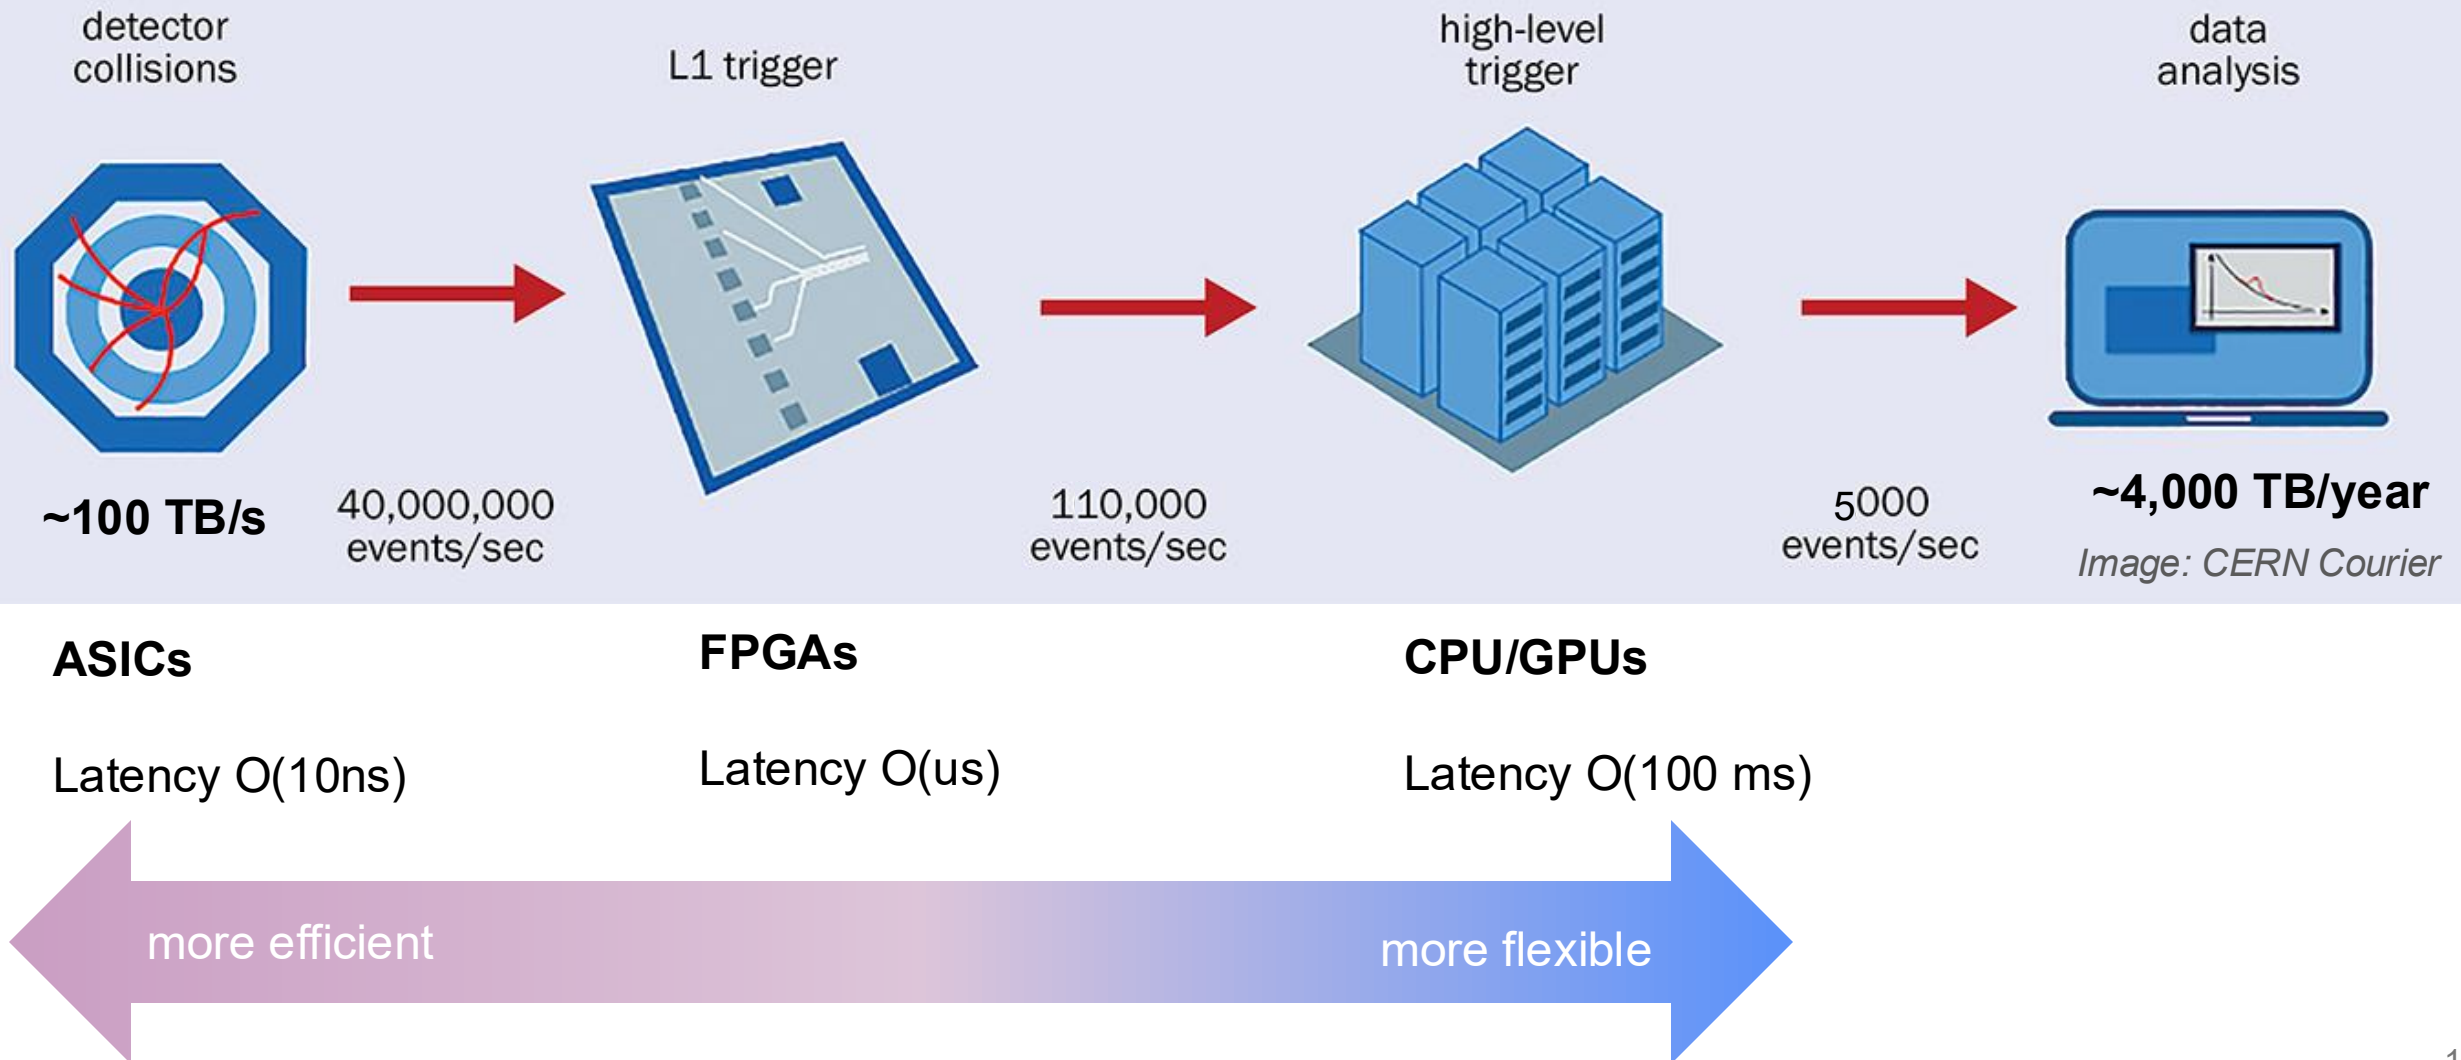 detector
collisions
L1 trigger
high-level
trigger
data
analysis
~100 TB/s
40,000,000
events/sec
110,000
events/sec
5000
events/sec
~4,000 TB/year
Image: CERN Courier
ASICs
FPGAs
CPU/GPUs
Latency O(10ns)
Latency O(us)
Latency O(100 ms)
more efficient
more flexible